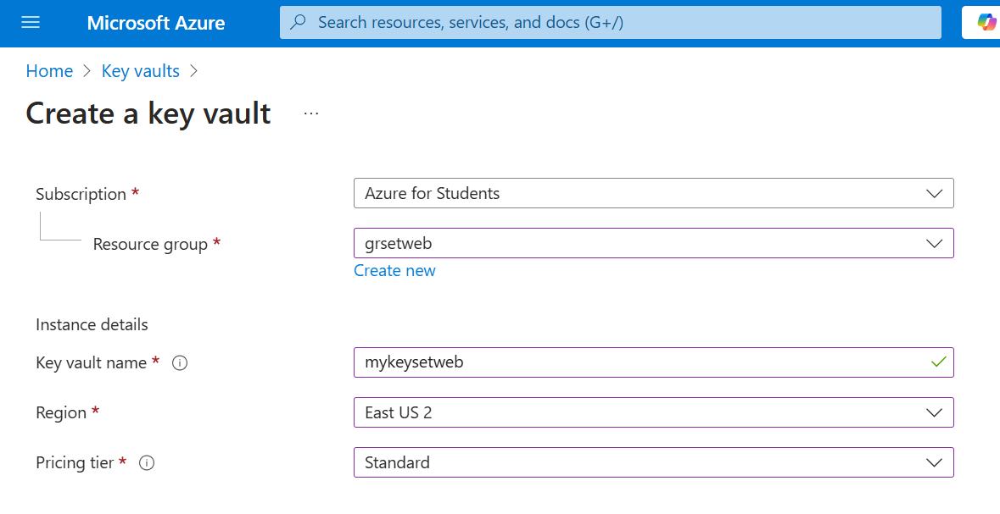 Microsoft Azure
Search resources, services, and docs (G+/)
Home > Key vaults >
Create a key vault ...
Subscription * Azure for Students
Resource group * grsetweb
Create new
Instance details
Key vault name * mykeysetweb
Region * East US 2
Pricing tier * Standard